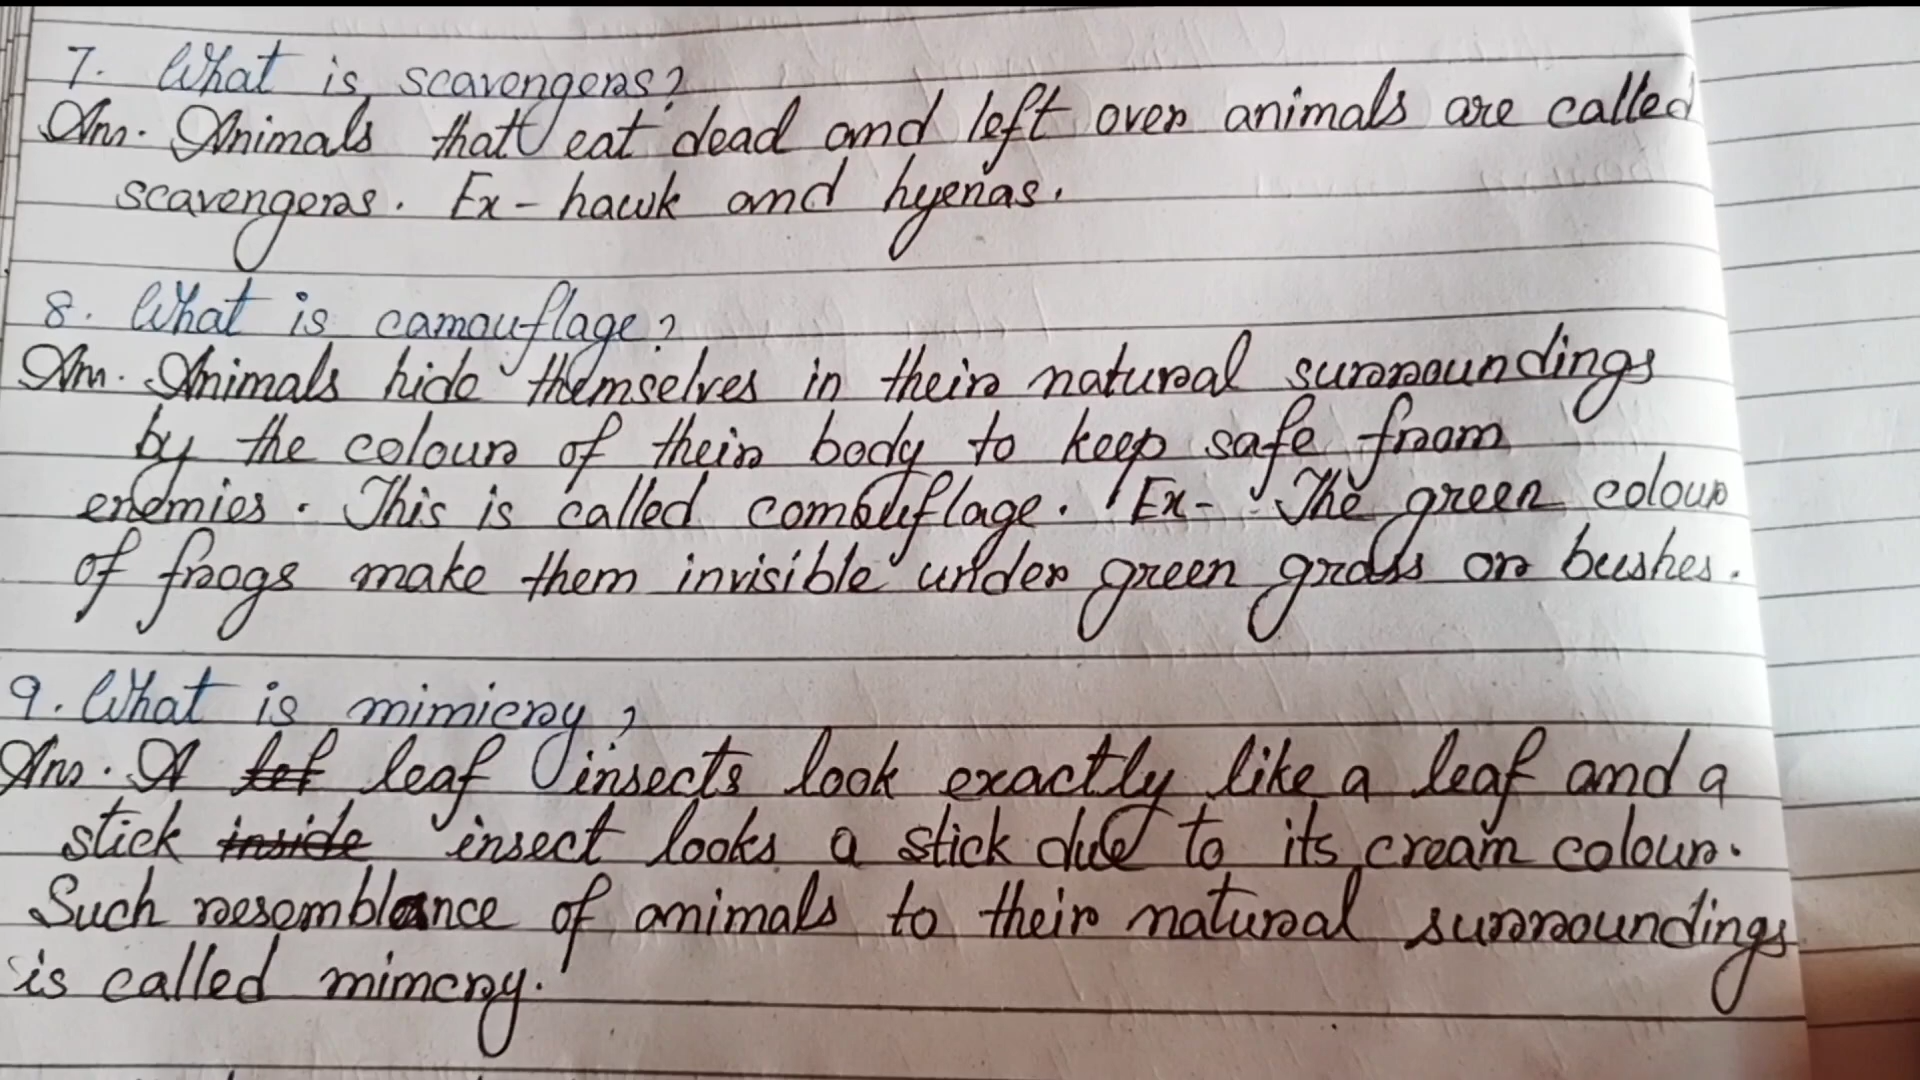 7. What is scavengers?
Ans. Animals that eat dead and left over animals are called
scavengers. Ex - hawk and hyenas.
8. What is camouflage?
Ans. Animals hide themselves in their natural surroundings
by the colour of their body to keep safe from
enemies. This is called comouflage. Ex - The green colour
of frogs make them invisible under green grass or bushes.
9. What is mimicry?
Ans. A lef leaf insects look exactly like a leaf and a
stick inside insect looks a stick due to its cream colour.
Such resemblance of animals to their natural surroundings
is called mimcry.